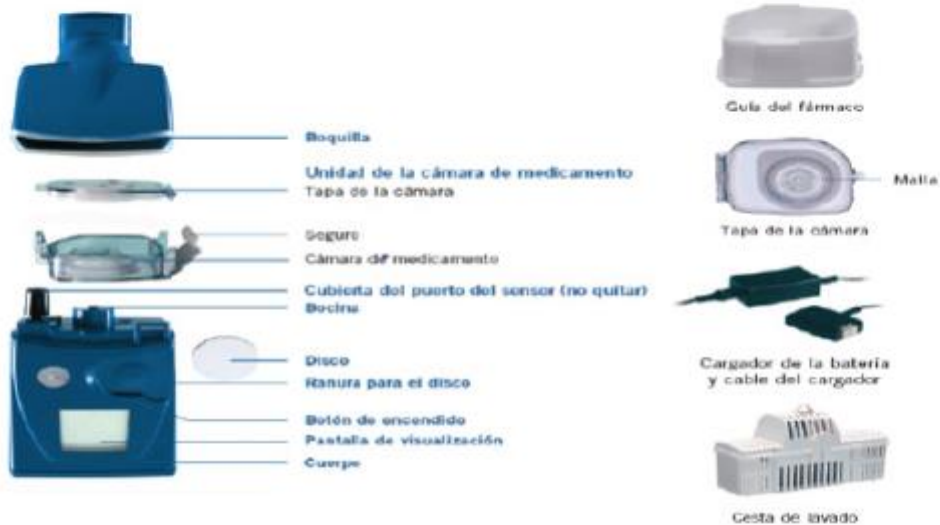 Boquilla
Unidad de la cámara de medicamento
Tapa de la cámara
Seguro
Cámara de medicamento
Cubierta del puerto del sensor (no quitar)
Bocina
Disco
Ranura para el disco
Botón de encendido
Pantalla de visualización
Cuerpo
Guía del fármaco
Malla
Tapa de la cámara
Cargador de la batería
y cable del cargador
Cesta de lavado